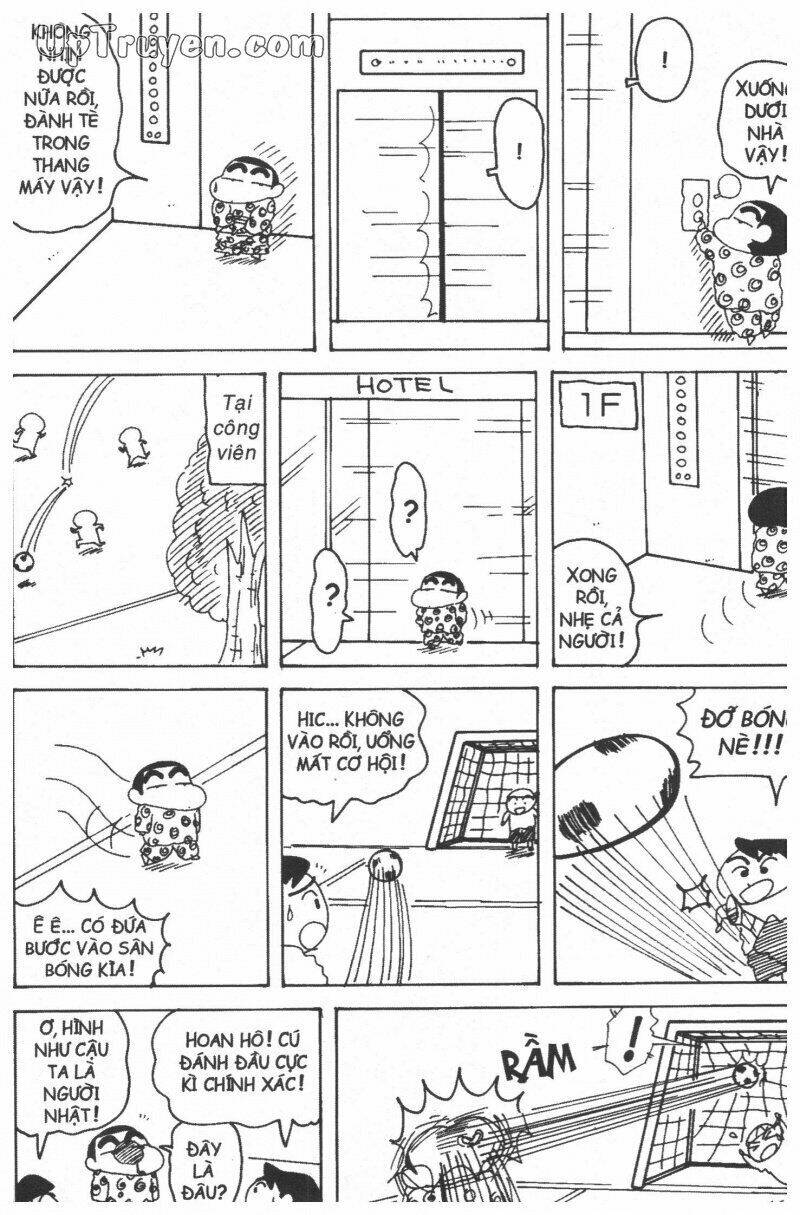 UpTruyen.com
XUỐNG
DƯỚI
NHÀ
VẬY!
!
!
KHÔNG
NHỊN
ĐƯỢC
NỮA RỒI,
ĐÀNH TÈ
TRONG
THANG
MÁY VẬY!
1F
XONG
RỒI,
NHẸ CẢ
NGƯỜI!
HOTEL
?
?
Tại
công
viên
ĐỠ BÓNG
NÈ!!!
HIC... KHÔNG
VÀO RỒI, UỔNG
MẤT CƠ HỘI!
Ê Ê... CÓ ĐỨA
BƯỚC VÀO SÂN
BÓNG KÌA!
RẦM
!
HOAN HÔ! CÚ
ĐÁNH ĐẦU CỰC
KÌ CHÍNH XÁC!
ĐÂY
LÀ
ĐÂU?
Ơ, HÌNH
NHƯ CẬU
TA LÀ
NGƯỜI
NHẬT!